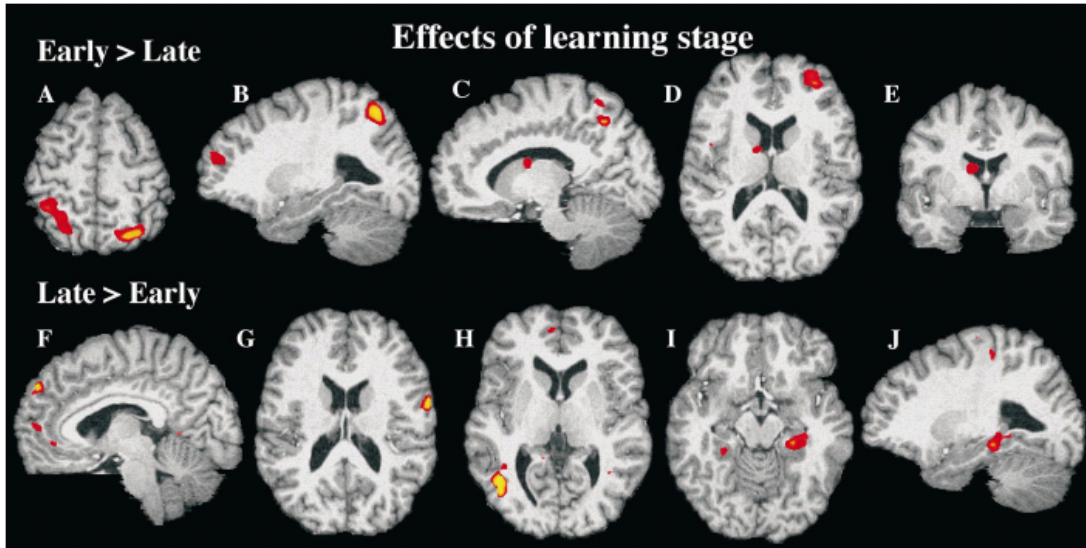 Effects of learning stage
Early > Late
A B C D E
Late > Early
F G H I J